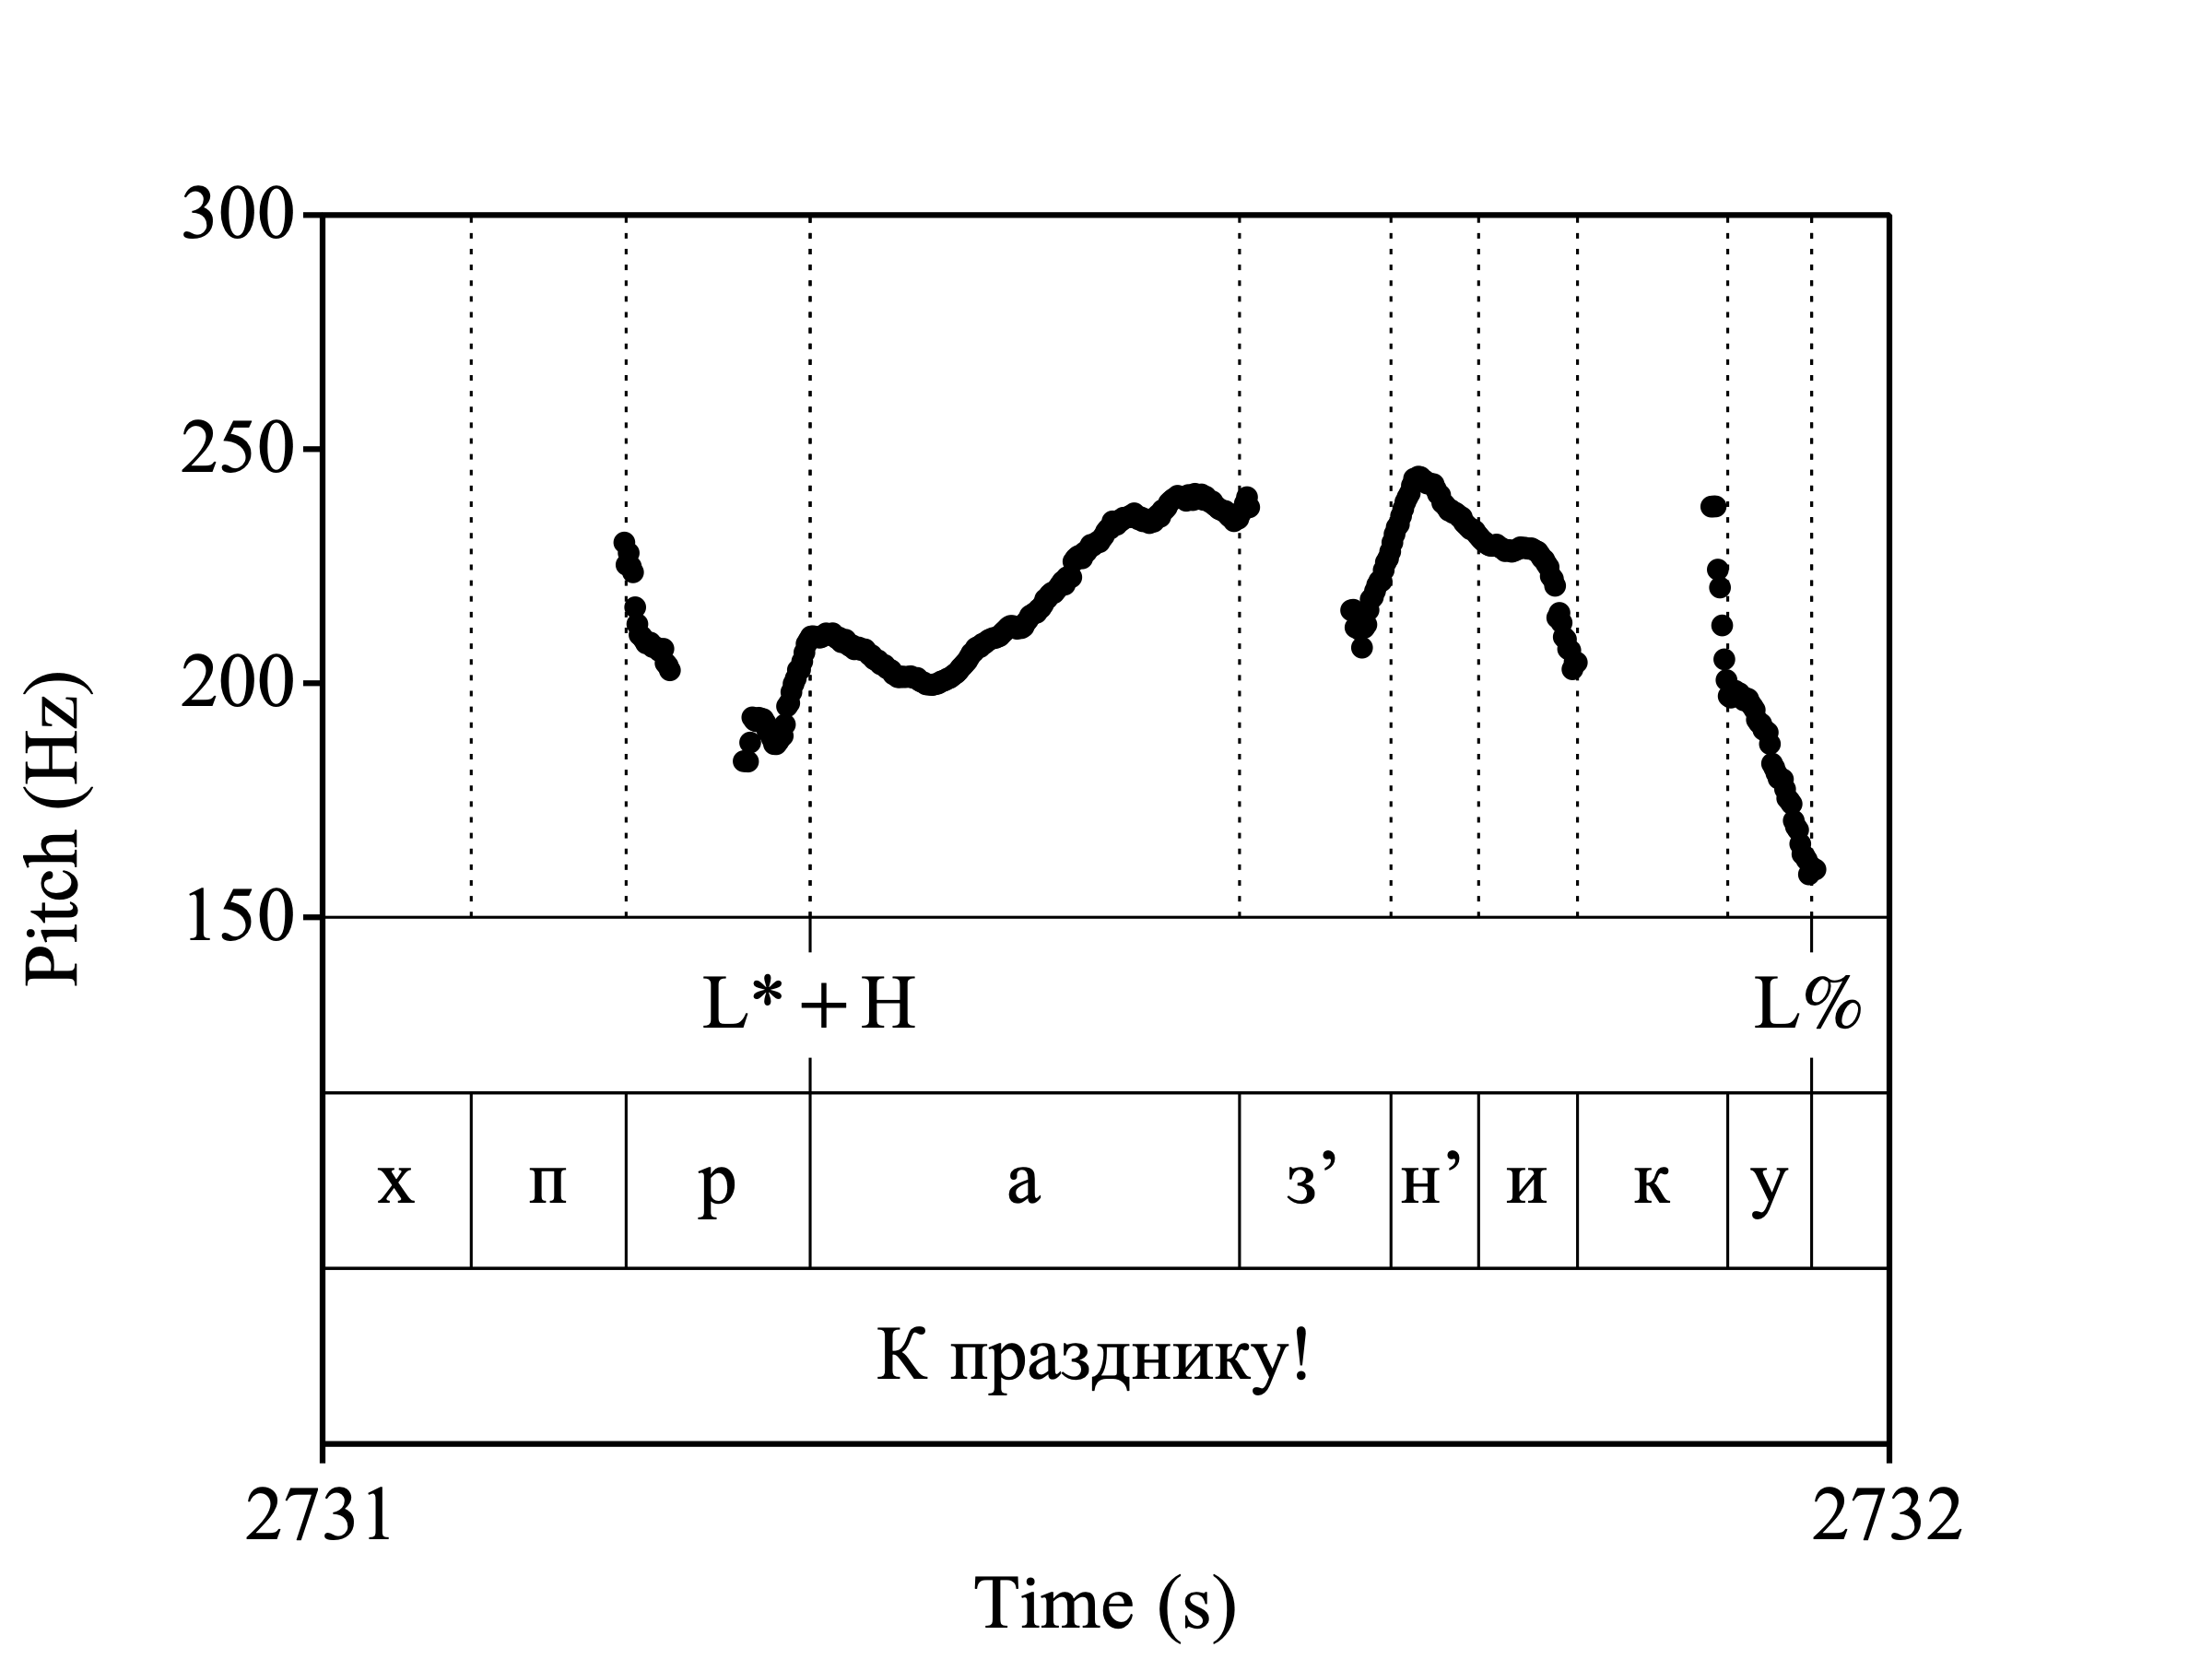 Pitch (Hz)
300
250
200
150
L*+H L%
х п р а з’ н’ и к у
К празднику!
2731 2732
Time (s)